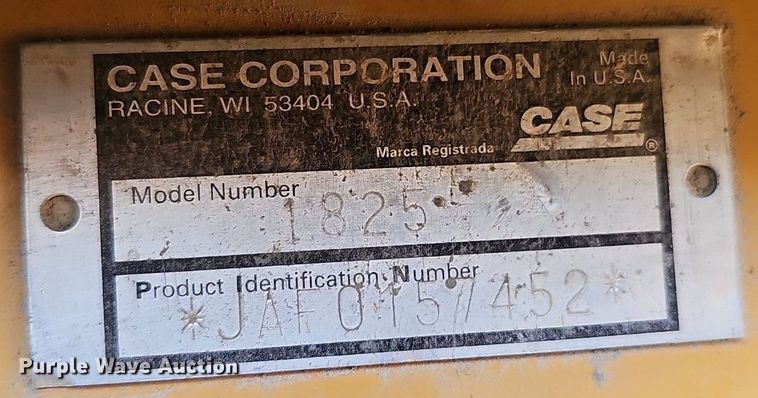 CASE CORPORATION
RACINE, WI 53404 U.S.A.
Made
In U.S.A.
CASE
®
Marca Registrada
Model Number
1825
Product Identification Number
*JAF0157452*
Purple Wave Auction